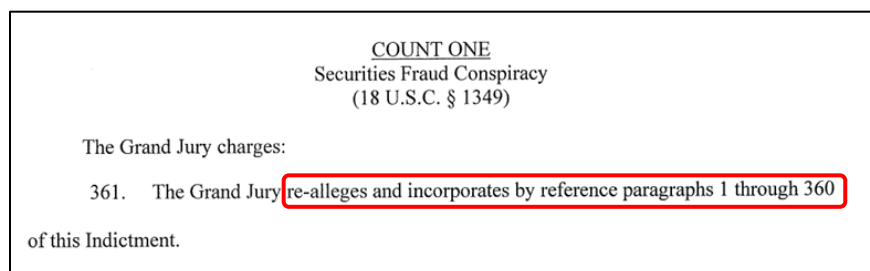 COUNT ONE
Securities Fraud Conspiracy
(18 U.S.C. § 1349)
The Grand Jury charges:
361. The Grand Jury re-alleges and incorporates by reference paragraphs 1 through 360
of this Indictment.